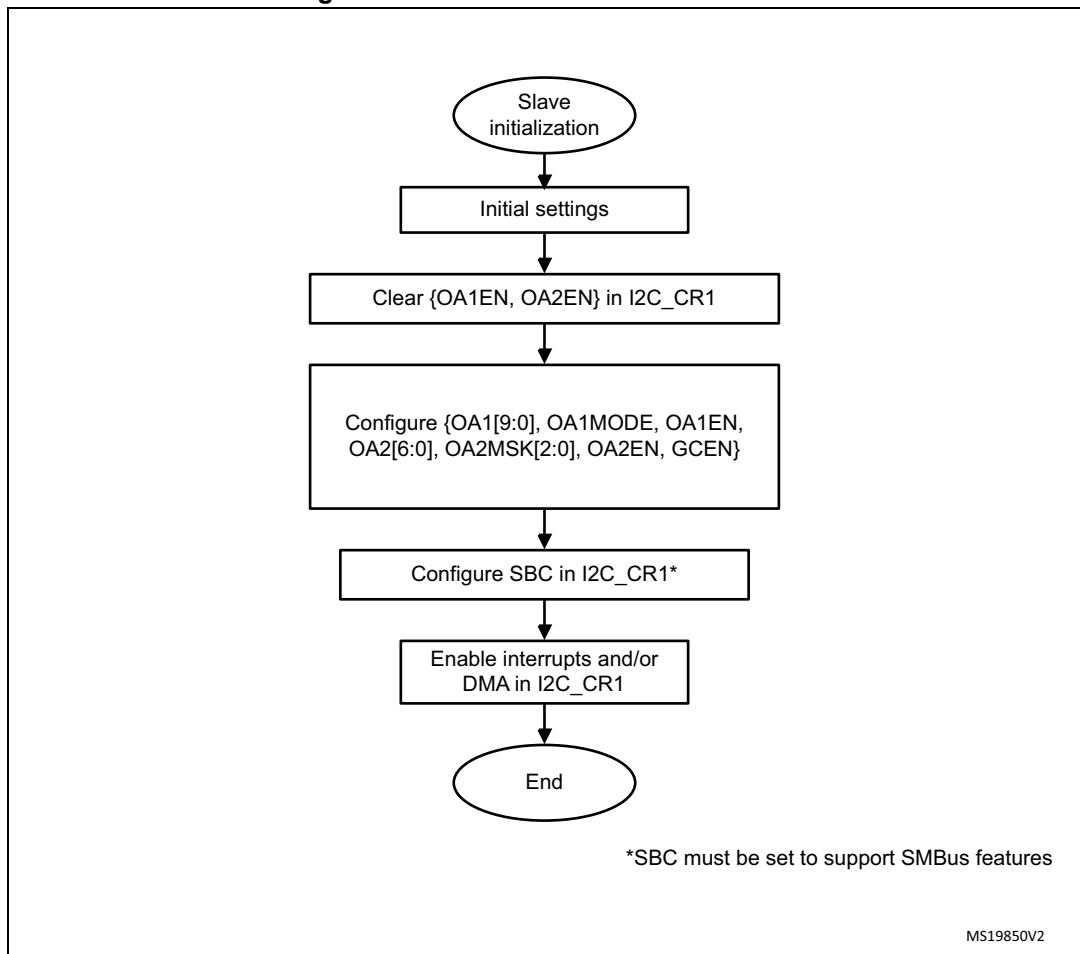 Slave
initialization
Initial settings
Clear {OA1EN, OA2EN} in I2C_CR1
Configure {OA1[9:0], OA1MODE, OA1EN,
OA2[6:0], OA2MSK[2:0], OA2EN, GCEN}
Configure SBC in I2C_CR1*
Enable interrupts and/or
DMA in I2C_CR1
End
*SBC must be set to support SMBus features
MS19850V2